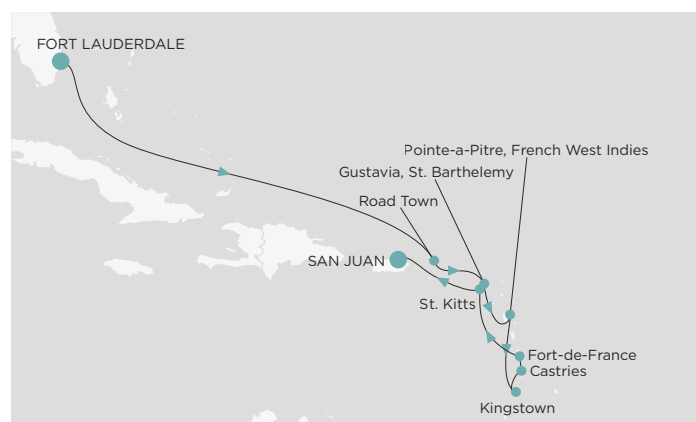 FORT LAUDERDALE
Pointe-a-Pitre, French West Indies
Gustavia, St. Barthelemy
Road Town
SAN JUAN
St. Kitts
Fort-de-France
Castries
Kingstown